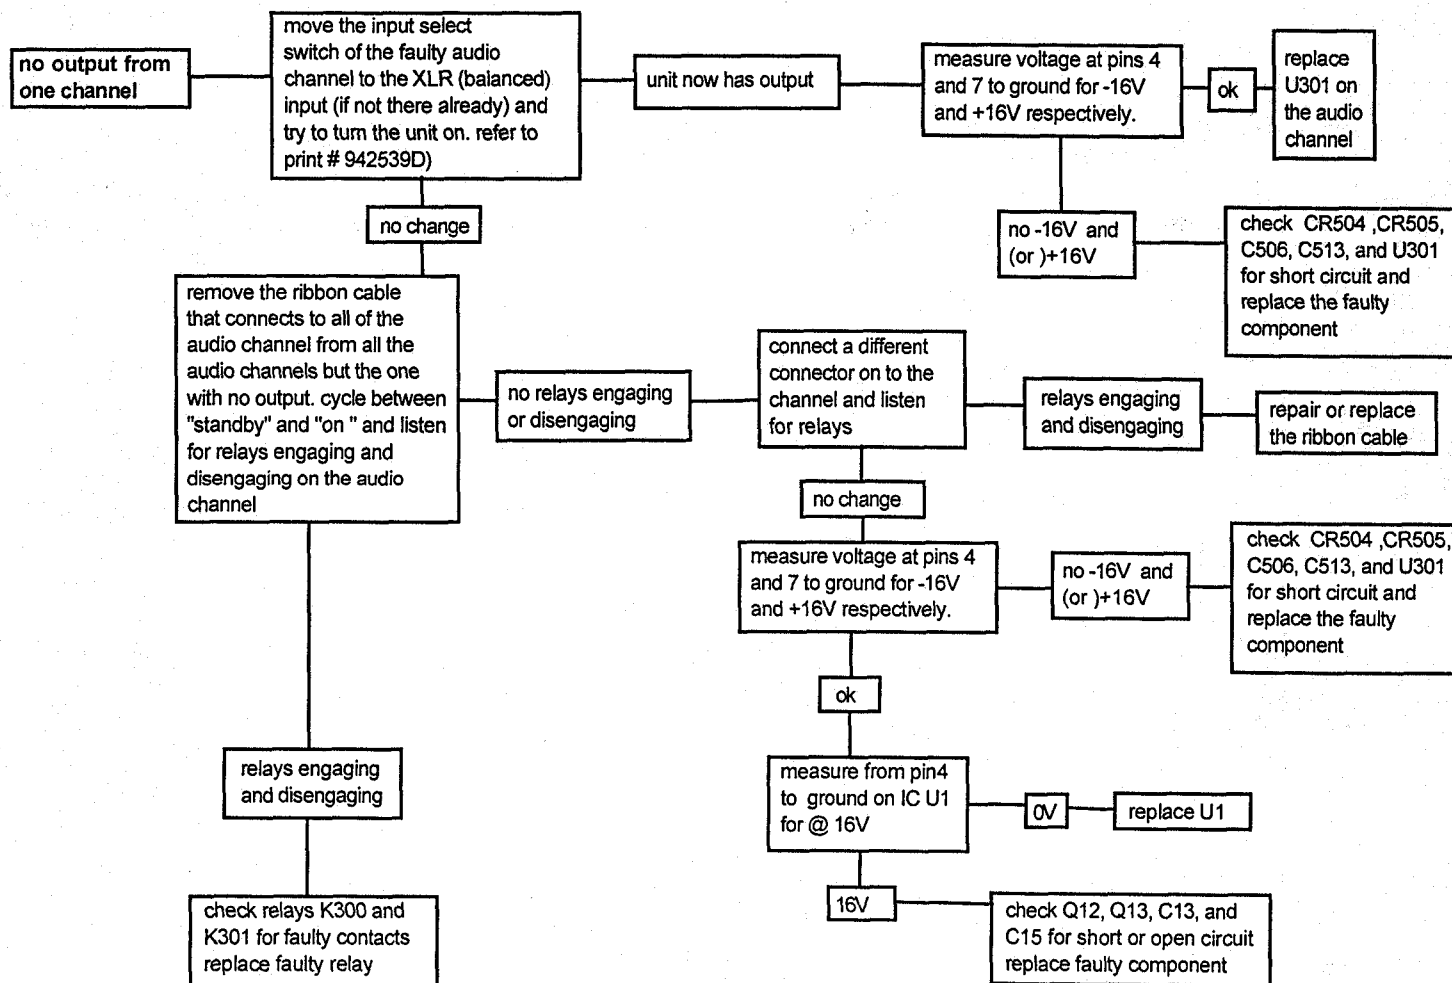 no output from
one channel
move the input select
switch of the faulty audio
channel to the XLR (balanced)
input (if not there already) and
try to turn the unit on. refer to
print # 942539D)
unit now has output
measure voltage at pins 4
and 7 to ground for -16V
and +16V respectively.
ok
replace
U301 on
the audio
channel
no change
no -16V and
(or )+16V
check CR504 ,CR505,
C506, C513, and U301
for short circuit and
replace the faulty
component
remove the ribbon cable
that connects to all of the
audio channel from all the
audio channels but the one
with no output. cycle between
"standby" and "on " and listen
for relays engaging and
disengaging on the audio
channel
no relays engaging
or disengaging
connect a different
connector on to the
channel and listen
for relays
relays engaging
and disengaging
repair or replace
the ribbon cable
no change
measure voltage at pins 4
and 7 to ground for -16V
and +16V respectively.
no -16V and
(or )+16V
check CR504 ,CR505,
C506, C513, and U301
for short circuit and
replace the faulty
component
ok
relays engaging
and disengaging
measure from pin4
to ground on IC U1
for @ 16V
0V
replace U1
16V
check relays K300 and
K301 for faulty contacts
replace faulty relay
check Q12, Q13, C13, and
C15 for short or open circuit
replace faulty component